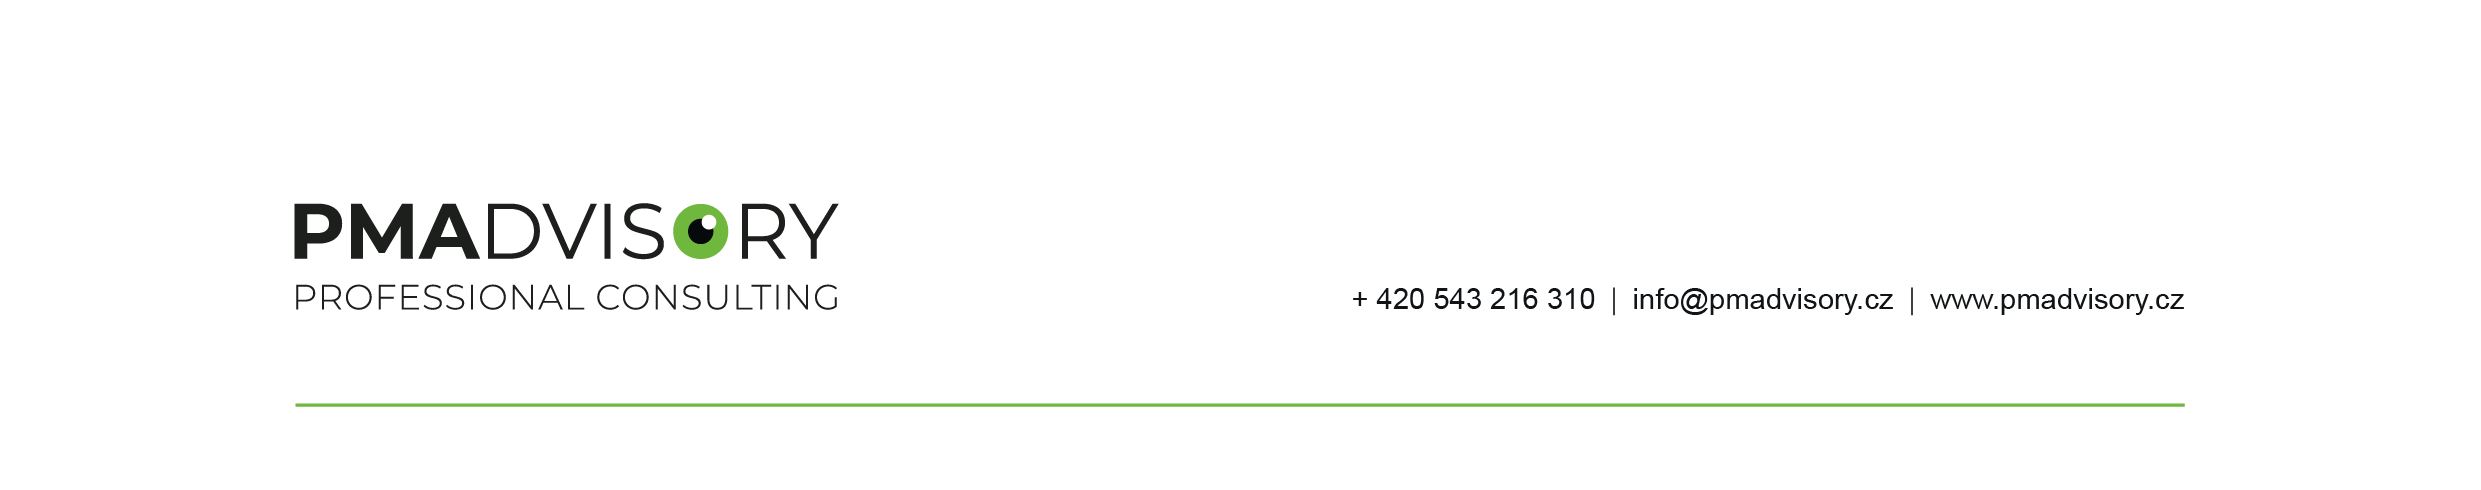 PMADVISORY
PROFESSIONAL CONSULTING
+ 420 543 216 310 | info@pmadvisory.cz | www.pmadvisory.cz